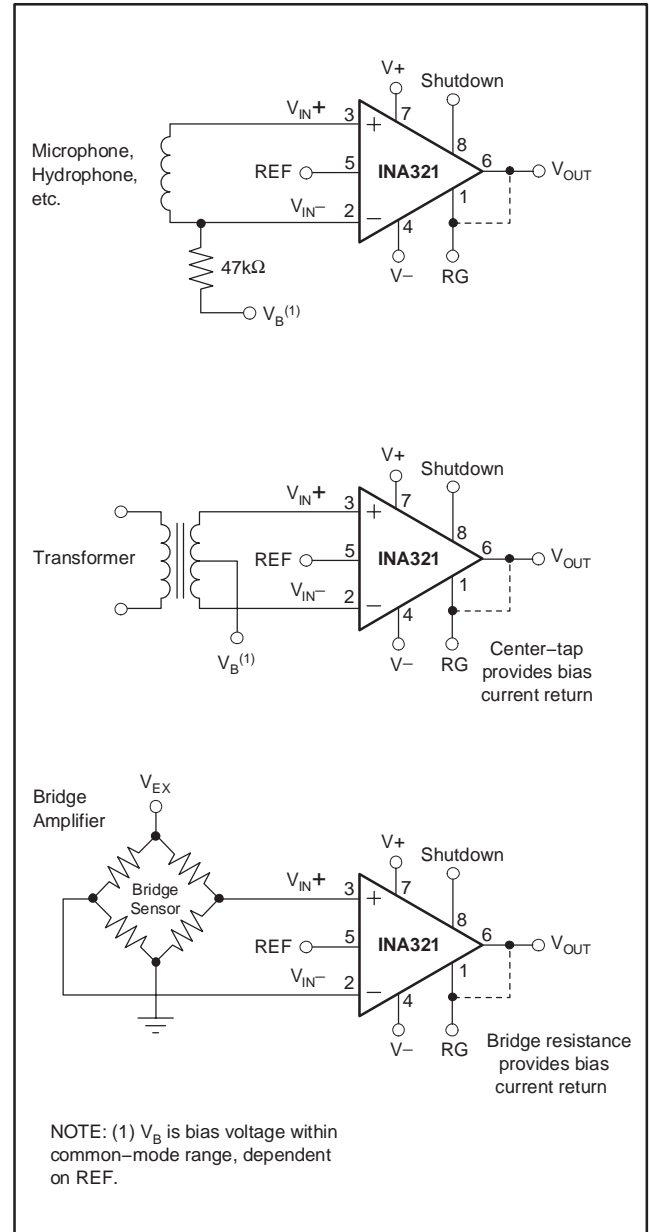 V+
Shutdown
VIN+
3
+
7
8
Microphone,
Hydrophone,
etc.
REF
5
INA321
6
VOUT
VIN−
2
−
4
1
47kΩ
V−
RG
VB(1)
V+
Shutdown
VIN+
3
+
7
8
Transformer
REF
5
INA321
6
VOUT
VIN−
2
−
4
1
VB(1)
V−
RG
Center−tap
provides bias
current return
Bridge
Amplifier
VEX
V+
Shutdown
Bridge
Sensor
VIN+
3
+
7
8
REF
5
INA321
6
VOUT
VIN−
2
−
4
1
V−
RG
Bridge resistance
provides bias
current return
NOTE: (1) VB is bias voltage within
common−mode range, dependent
on REF.